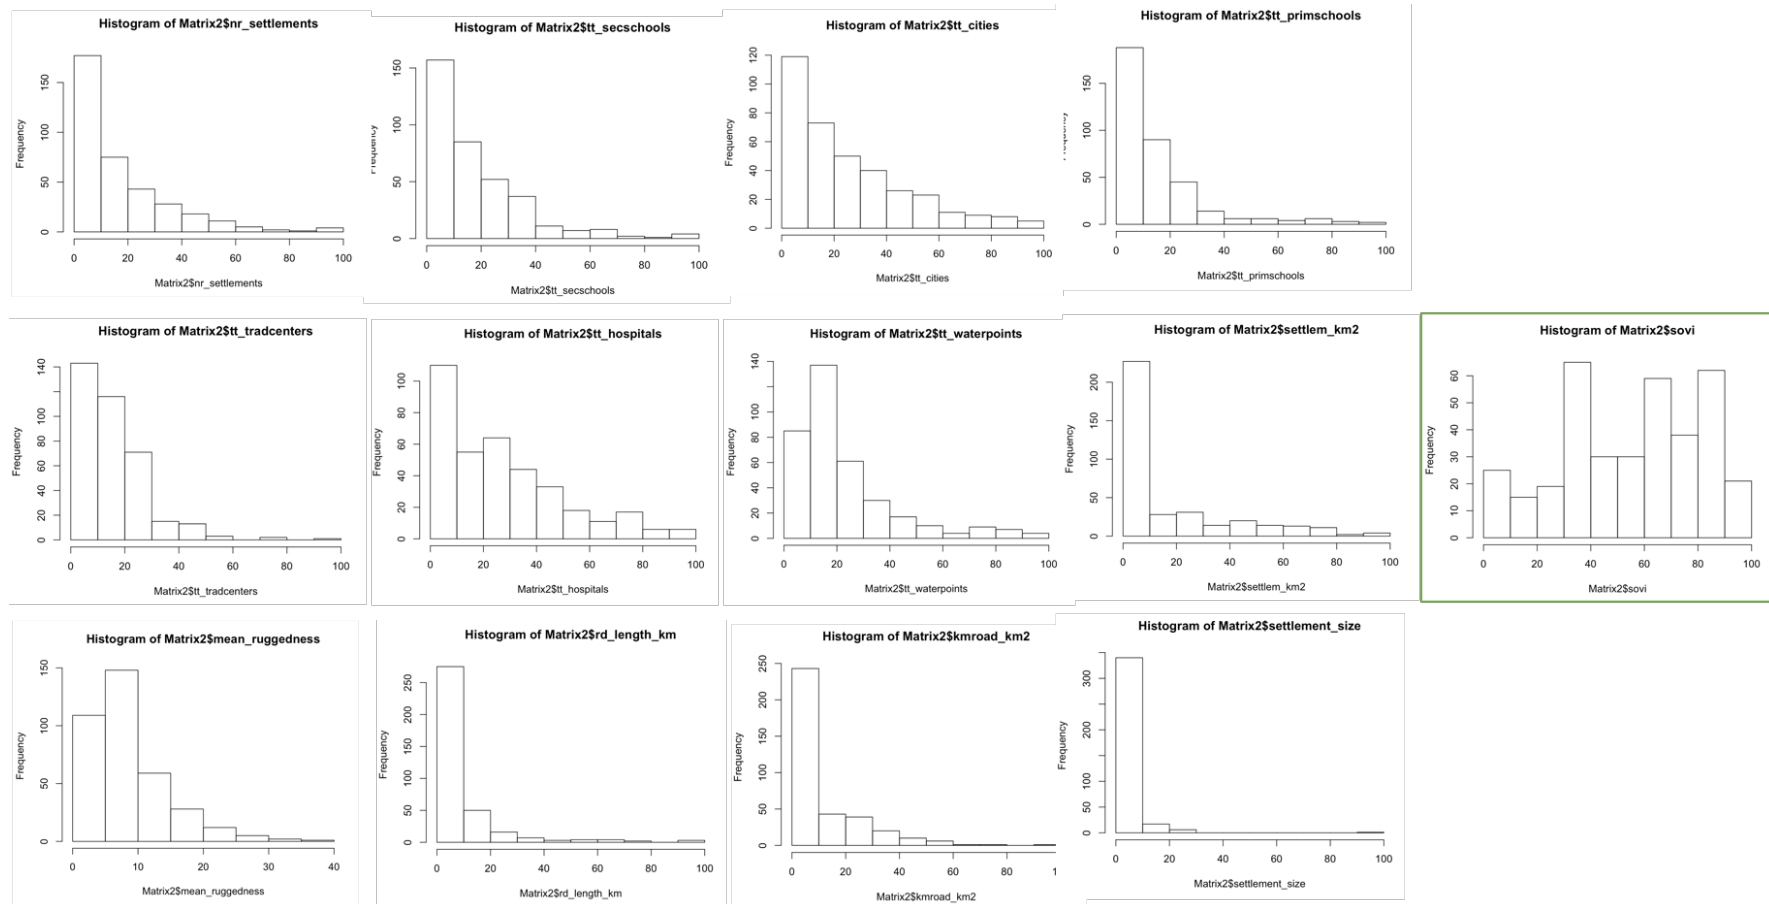 Histogram of Matrix2$nr_settlements
Frequency
0 50 100 150
0 20 40 60 80 100
Matrix2$nr_settlements
Histogram of Matrix2$tt_secschools
0 50 100 150
0 20 40 60 80 100
Matrix2$tt_secschools
Histogram of Matrix2$tt_cities
Frequency
0 20 40 60 80 100 120
0 20 40 60 80 100
Matrix2$tt_cities
Histogram of Matrix2$tt_primschools
0 50 100 150
0 20 40 60 80 100
Matrix2$tt_primschools
Histogram of Matrix2$tt_tradcenters
Frequency
0 20 40 60 80 100 140
0 20 40 60 80 100
Matrix2$tt_tradcenters
Histogram of Matrix2$tt_hospitals
Frequency
0 20 40 60 80 100
0 20 40 60 80 100
Matrix2$tt_hospitals
Histogram of Matrix2$tt_waterpoints
Frequency
0 20 40 60 80 100 140
0 20 40 60 80 100
Matrix2$tt_waterpoints
Histogram of Matrix2$settlem_km2
Frequency
0 50 100 150 200
0 20 40 60 80 100
Matrix2$settlem_km2
Histogram of Matrix2$sovi
Frequency
0 10 20 30 40 50 60
0 20 40 60 80 100
Matrix2$sovi
Histogram of Matrix2$mean_ruggedness
Frequency
0 50 100 150
0 10 20 30 40
Matrix2$mean_ruggedness
Histogram of Matrix2$rd_length_km
Frequency
0 50 100 150 200 250
0 20 40 60 80 100
Matrix2$rd_length_km
Histogram of Matrix2$kmroad_km2
Frequency
0 50 100 150 200 250
0 20 40 60 80 1
Matrix2$kmroad_km2
Histogram of Matrix2$settlement_size
Frequency
0 50 100 200 300
0 20 40 60 80 100
Matrix2$settlement_size